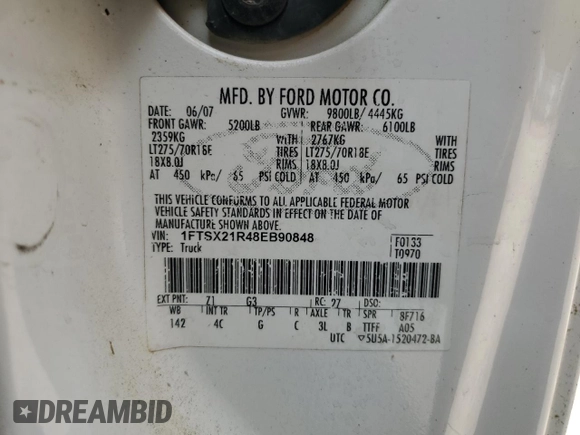 MFD. BY FORD MOTOR CO.
DATE: 06/07 GVWR: 9800LB/ 4445KG
FRONT GAWR: 5200LB REAR GAWR: 6100LB
2359KG WITH 2767KG WITH
LT275/70R18E TIRES LT275/70R18E TIRES
18X8.0J RIMS 18X8.0J RIMS
AT 450 kPa/ 65 PSI COLD AT 450 kPa/ 65 PSI COLD
THIS VEHICLE CONFORMS TO ALL APPLICABLE FEDERAL MOTOR
VEHICLE SAFETY STANDARDS IN EFFECT ON THE DATE OF
MANUFACTURE SHOWN ABOVE.
VIN: 1FTSX21R48EB90848 F0133
TYPE: Truck T0970
EXT PNT: Z1 G3 RC: 27 DSO:
WB INT TR TP/PS R AXLE TR SPR 8F716
142 4C G C 3L B TTFF A05
UTC 5U5A-1520472-BA
DREAMBID